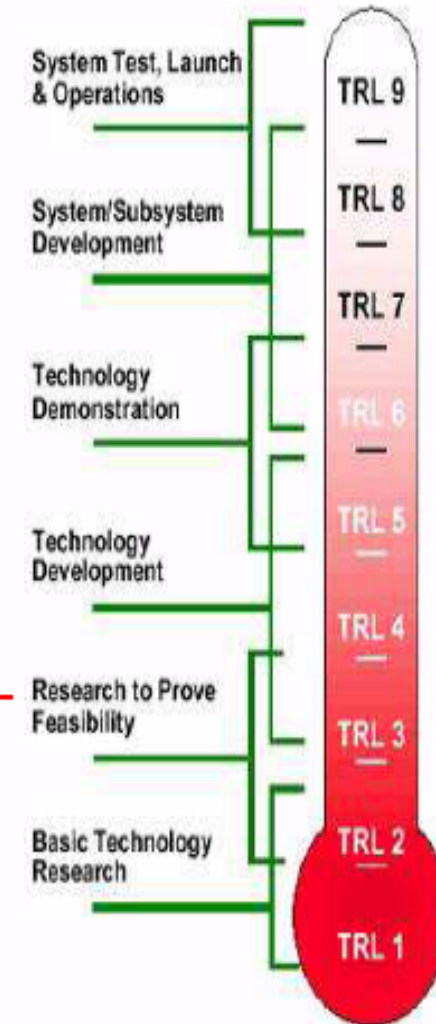 System Test, Launch
& Operations
System/Subsystem
Development
Technology
Demonstration
Technology
Development
Research to Prove
Feasibility
Basic Technology
Research
TRL 9
TRL 8
TRL 7
TRL 6
TRL 5
TRL 4
TRL 3
TRL 2
TRL 1